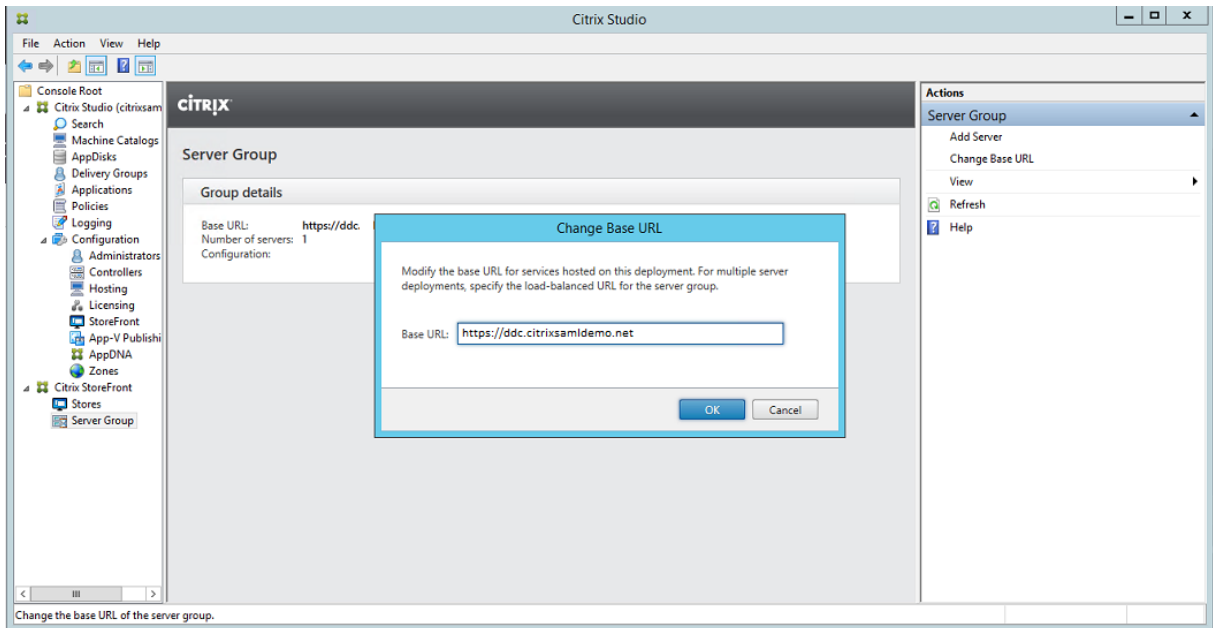 Citrix Studio
File Action View Help
Console Root
Citrix Studio (citrixsam
Search
Machine Catalogs
AppDisks
Delivery Groups
Applications
Policies
Logging
Configuration
Administrators
Controllers
Hosting
Licensing
StoreFront
App-V Publishi
AppDNA
Zones
Citrix StoreFront
Stores
Server Group
CITRIX
Server Group
Group details
Base URL: https://ddc.
Number of servers: 1
Configuration:
Change Base URL
Modify the base URL for services hosted on this deployment. For multiple server
deployments, specify the load-balanced URL for the server group.
Base URL: https://ddc.citrixsamldemo.net
OK Cancel
Actions
Server Group
Add Server
Change Base URL
View
Refresh
Help
Change the base URL of the server group.